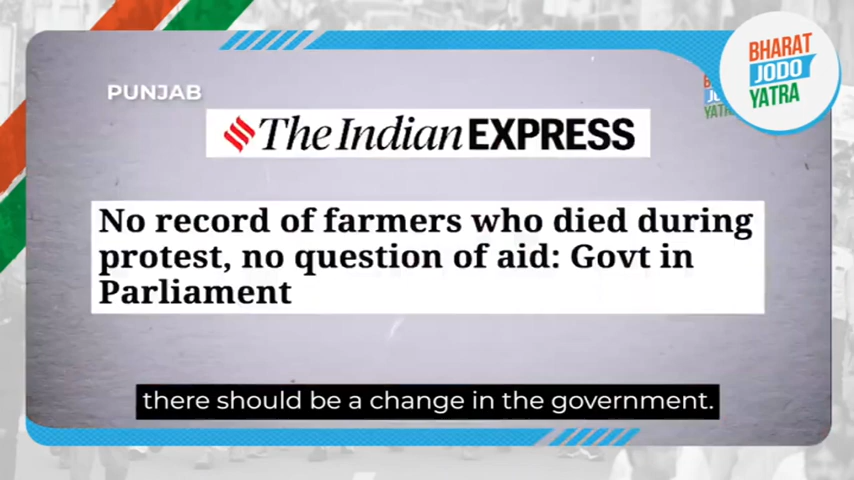 PUNJAB
BHARAT
JODO
YATRA
The Indian EXPRESS
No record of farmers who died during
protest, no question of aid: Govt in
Parliament
there should be a change in the government.